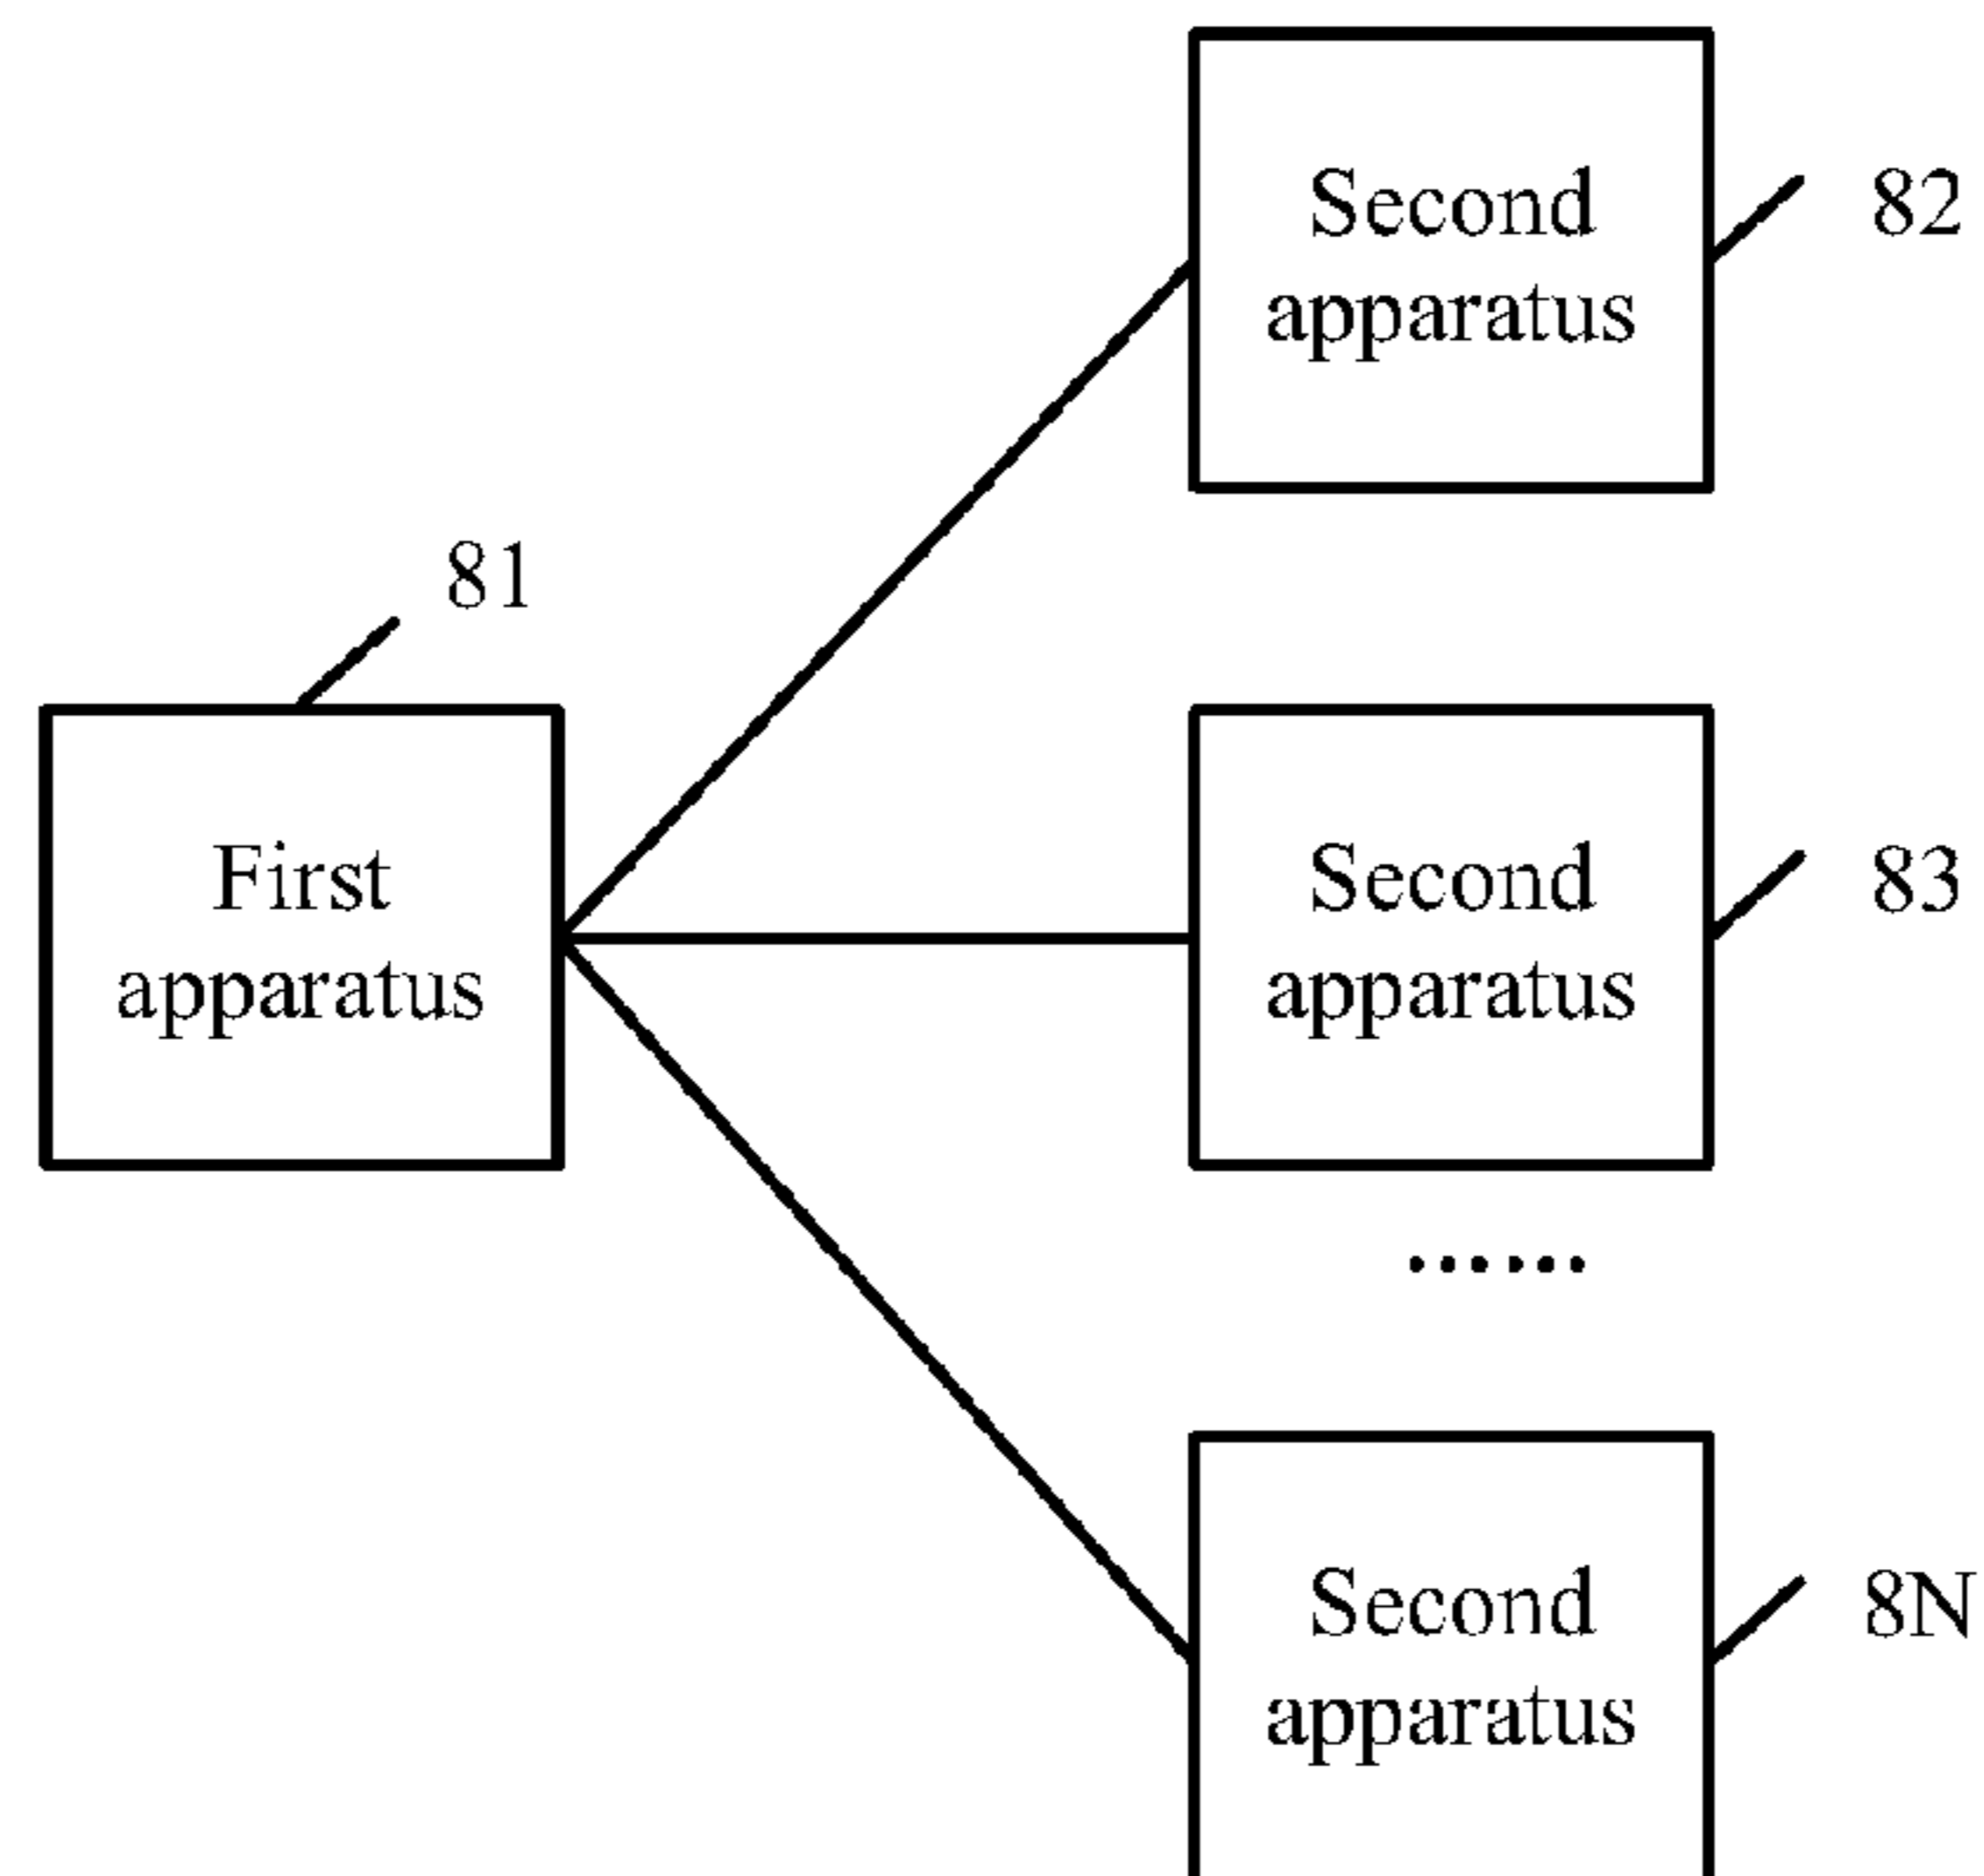 Second
apparatus
82
81
First
apparatus
Second
apparatus
83
......
Second
apparatus
8N